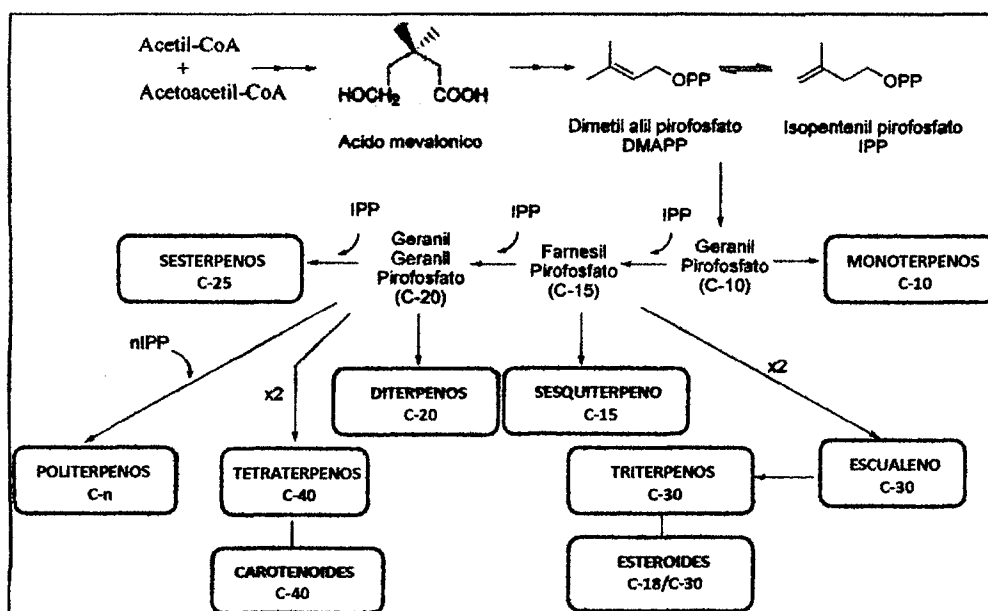 Acetil-CoA
+
Acetoacetil-CoA
HOCH2
COOH
Acido mevalonico
OPP
Dimetil alil pirofosfato
DMAPP
OPP
Isopentenil pirofosfato
IPP
IPP
IPP
IPP
SESTERPENOS
C-25
Geranil
Geranil
Pirofosfato
(C-20)
Farnesil
Pirofosfato
(C-15)
Geranil
Pirofosfato
(C-10)
MONOTERPENOS
C-10
nIPP
x2
x2
DITERPENOS
C-20
SESQUITERPENO
C-15
POLITERPENOS
C-n
TETRATERPENOS
C-40
TRITERPENOS
C-30
ESCUALENO
C-30
CAROTENOIDES
C-40
ESTEROIDES
C-18/C-30